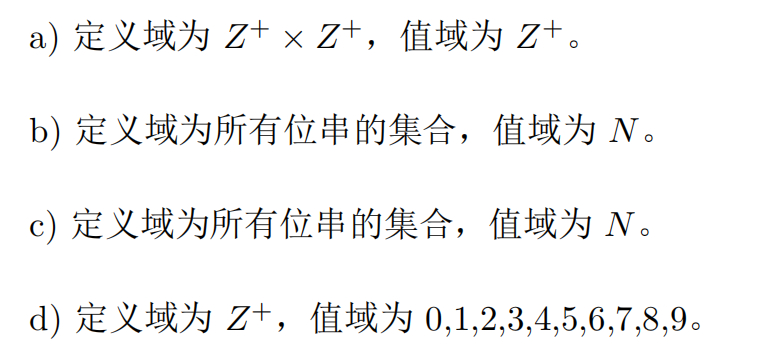 a) 定义域为 Z⁺ × Z⁺，值域为 Z⁺。
b) 定义域为所有位串的集合，值域为 N。
c) 定义域为所有位串的集合，值域为 N。
d) 定义域为 Z⁺，值域为 0,1,2,3,4,5,6,7,8,9。